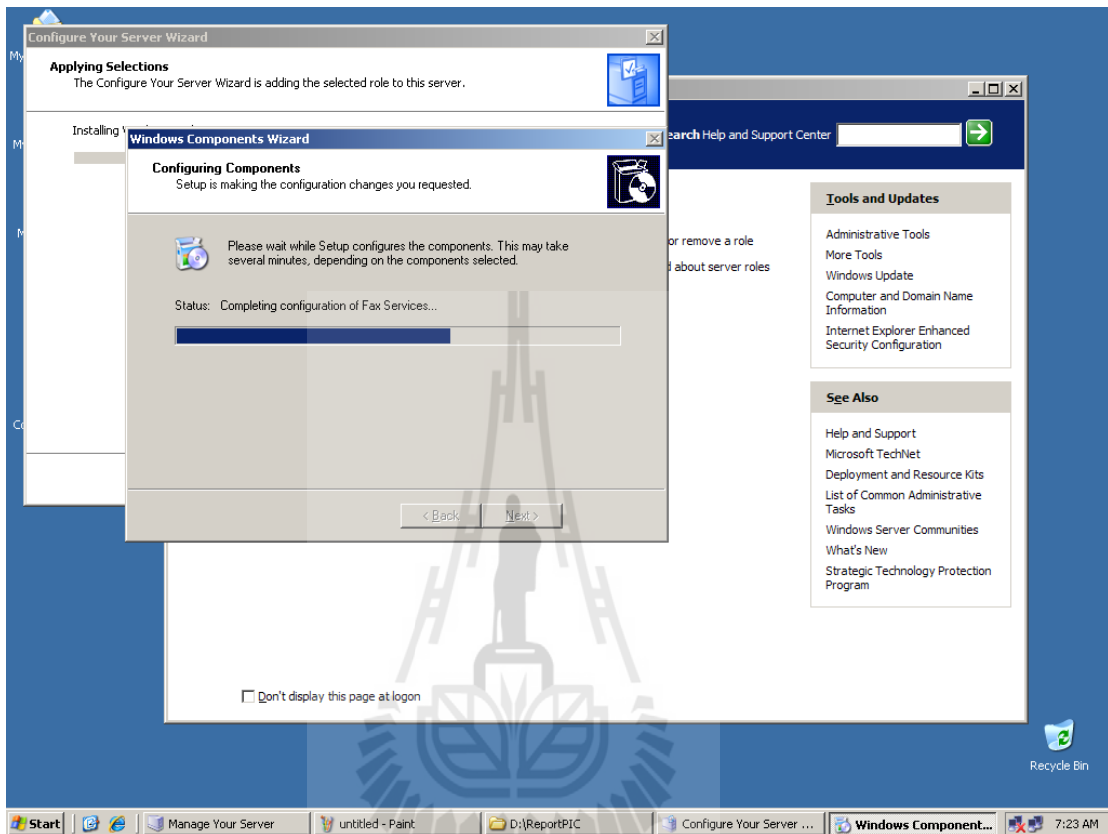 My
Configure Your Server Wizard
Applying Selections
The Configure Your Server Wizard is adding the selected role to this server.
Installing
Windows Components Wizard
Configuring Components
Setup is making the configuration changes you requested.
Please wait while Setup configures the components. This may take
several minutes, depending on the components selected.
Status: Completing configuration of Fax Services...
< Back
Next >
Help and Support Center
or remove a role
about server roles
Tools and Updates
Administrative Tools
More Tools
Windows Update
Computer and Domain Name
Information
Internet Explorer Enhanced
Security Configuration
See Also
Help and Support
Microsoft TechNet
Deployment and Resource Kits
List of Common Administrative
Tasks
Windows Server Communities
What's New
Strategic Technology Protection
Program
Don't display this page at logon
Recycle Bin
Start
Manage Your Server
untitled - Paint
D:\ReportPIC
Configure Your Server ...
Windows Component...
7:23 AM